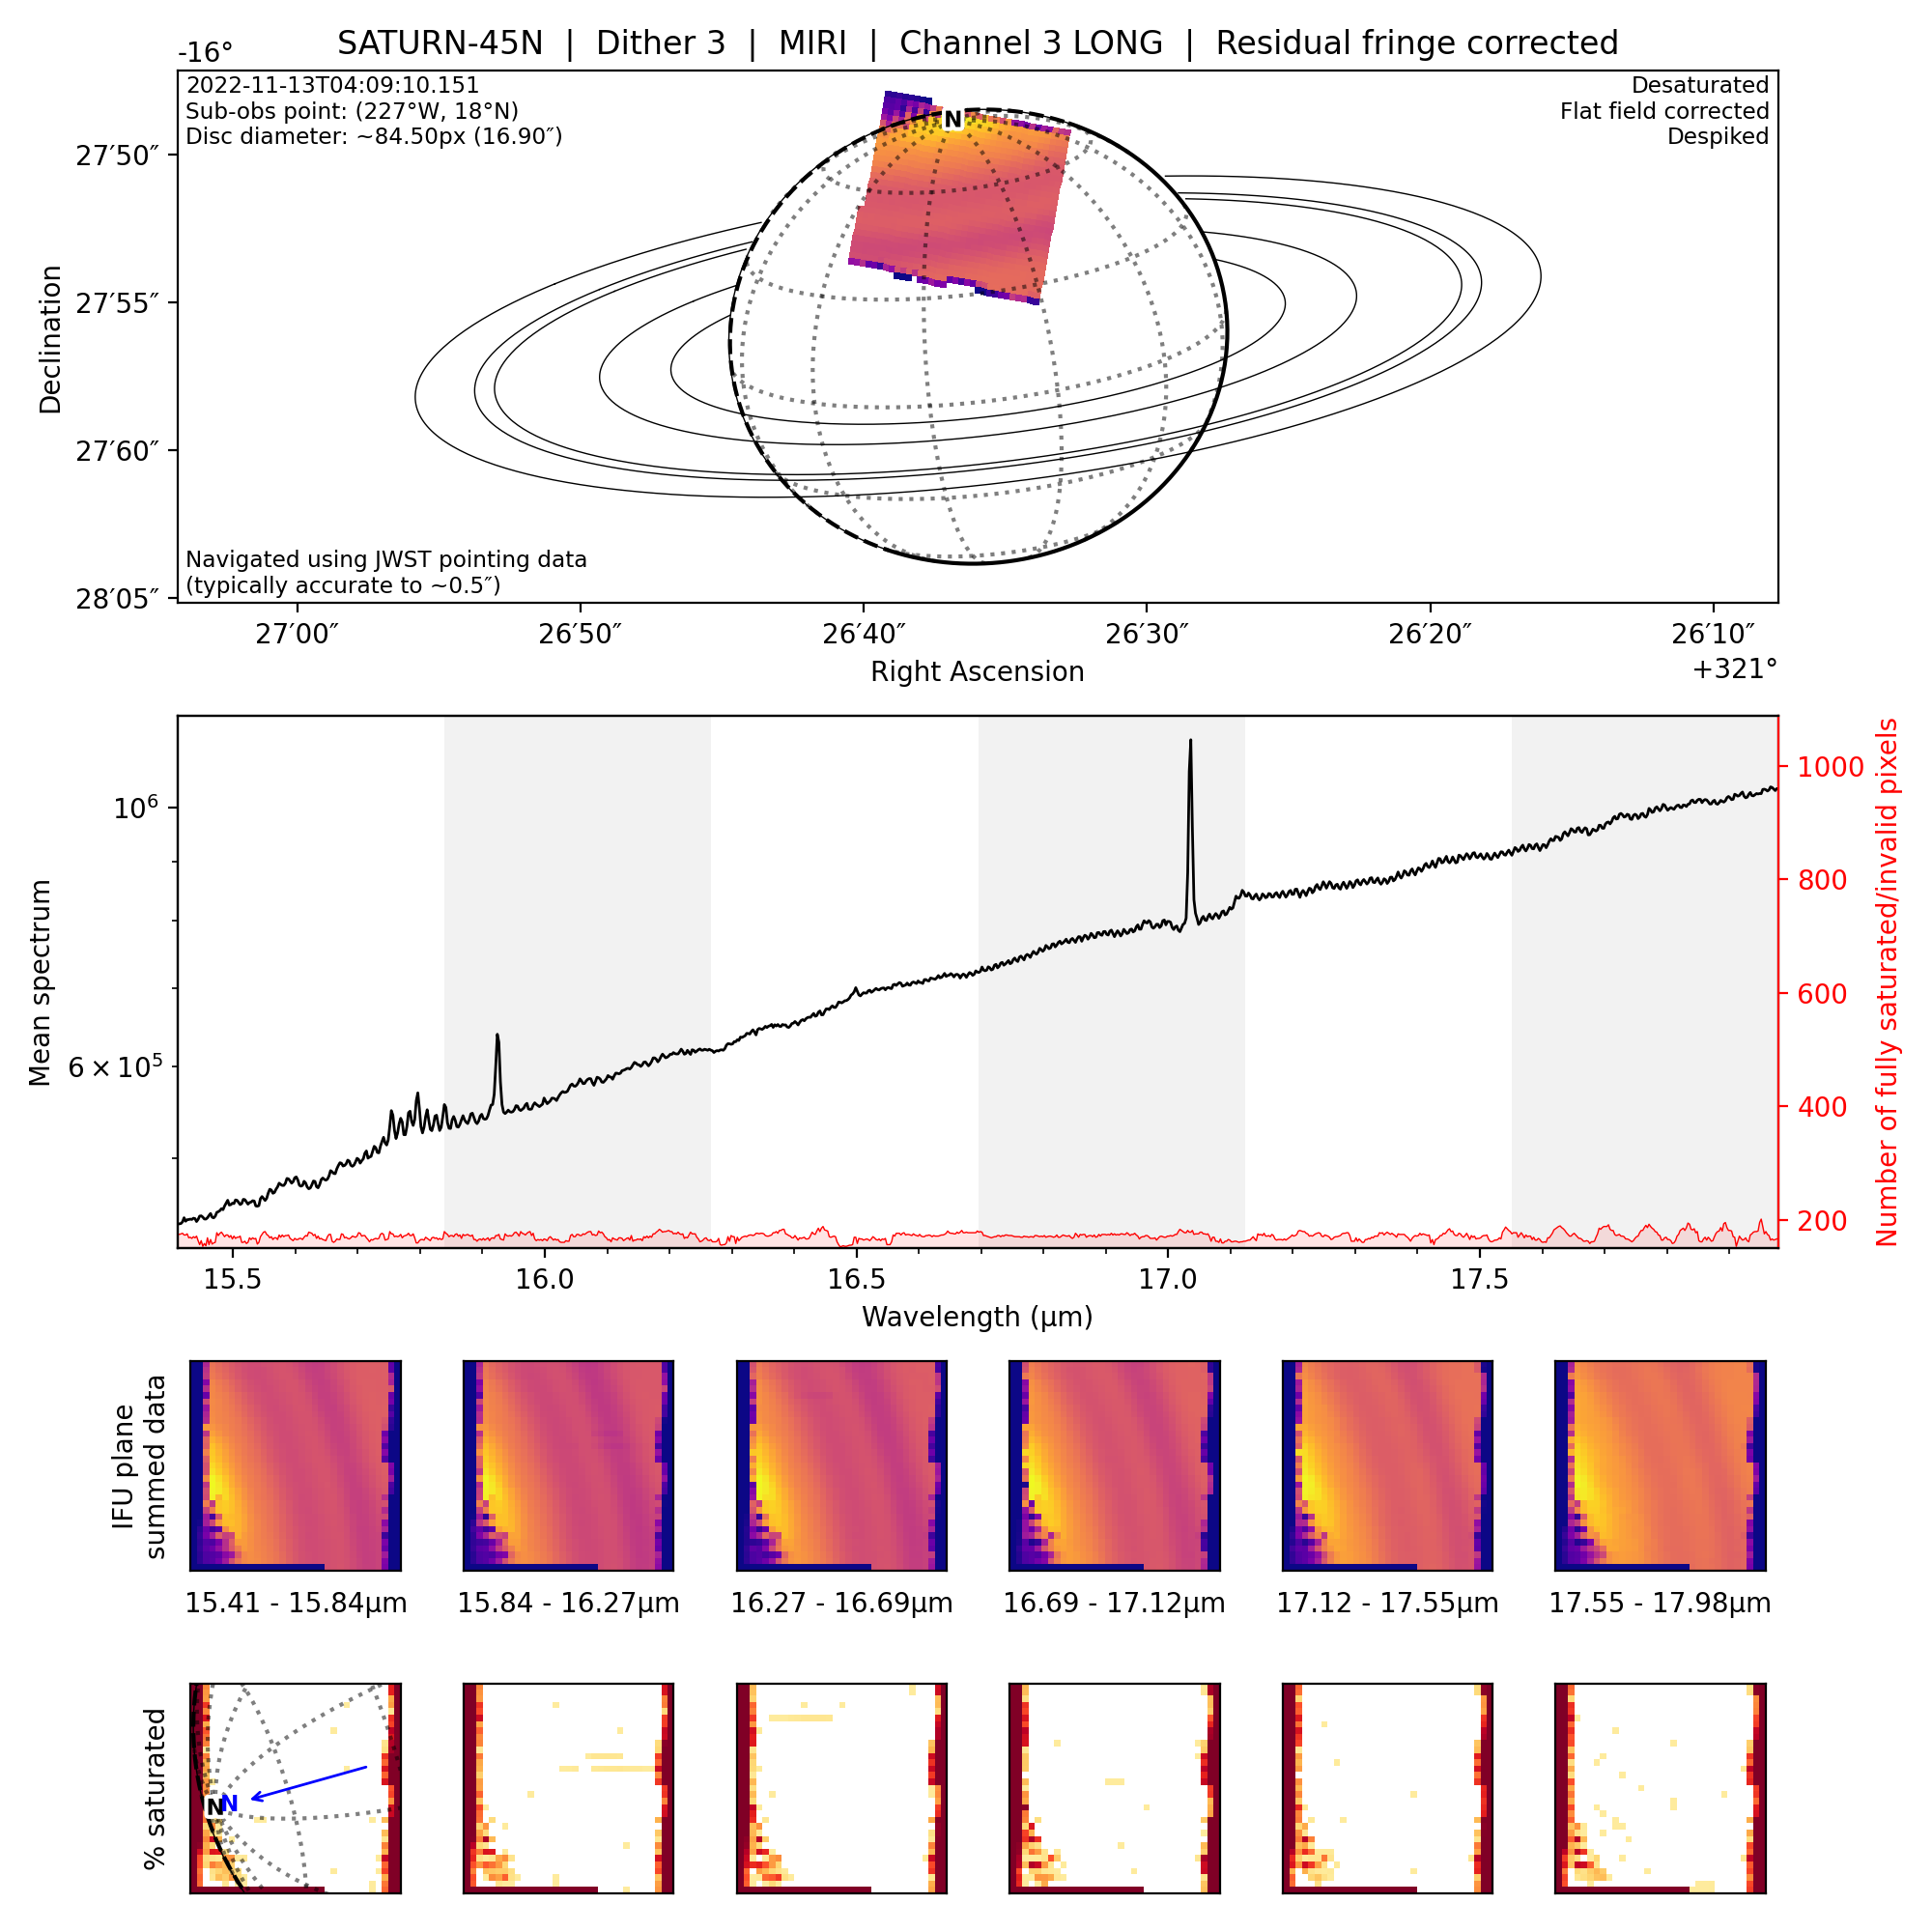 SATURN-45N | Dither 3 | MIRI | Channel 3 LONG | Residual fringe corrected
-16°
2022-11-13T04:09:10.151
Sub-obs point: (227°W, 18°N)
Disc diameter: ~84.50px (16.90″)
Desaturated
Flat field corrected
Despiked
N
27′50″
27′55″
27′60″
28′05″
Declination
Navigated using JWST pointing data
(typically accurate to ~0.5″)
27′00″ 26′50″ 26′40″ 26′30″ 26′20″ 26′10″
Right Ascension
+321°
Mean spectrum
10⁶
6 × 10⁵
1000
800
600
400
200
Number of fully saturated/invalid pixels
15.5 16.0 16.5 17.0 17.5
Wavelength (µm)
IFU plane
summed data
15.41 - 15.84µm 15.84 - 16.27µm 16.27 - 16.69µm 16.69 - 17.12µm 17.12 - 17.55µm 17.55 - 17.98µm
% saturated
N N